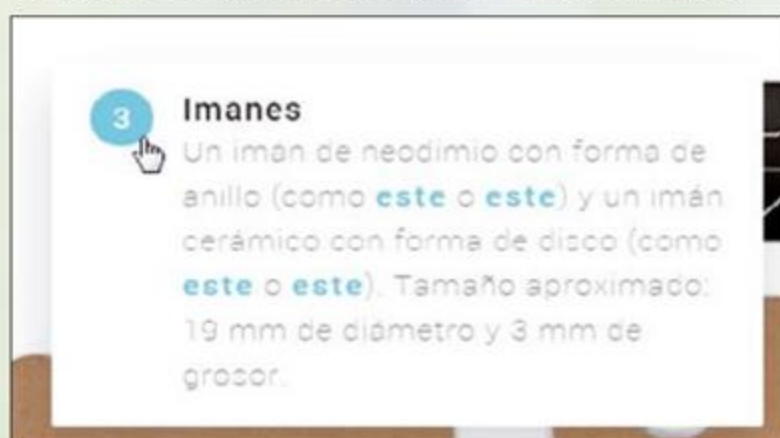 3
Imanes
Un imán de neodimio con forma de
anillo (como este o este) y un imán
cerámico con forma de disco (como
este o este). Tamaño aproximado:
19 mm de diámetro y 3 mm de
grosor.